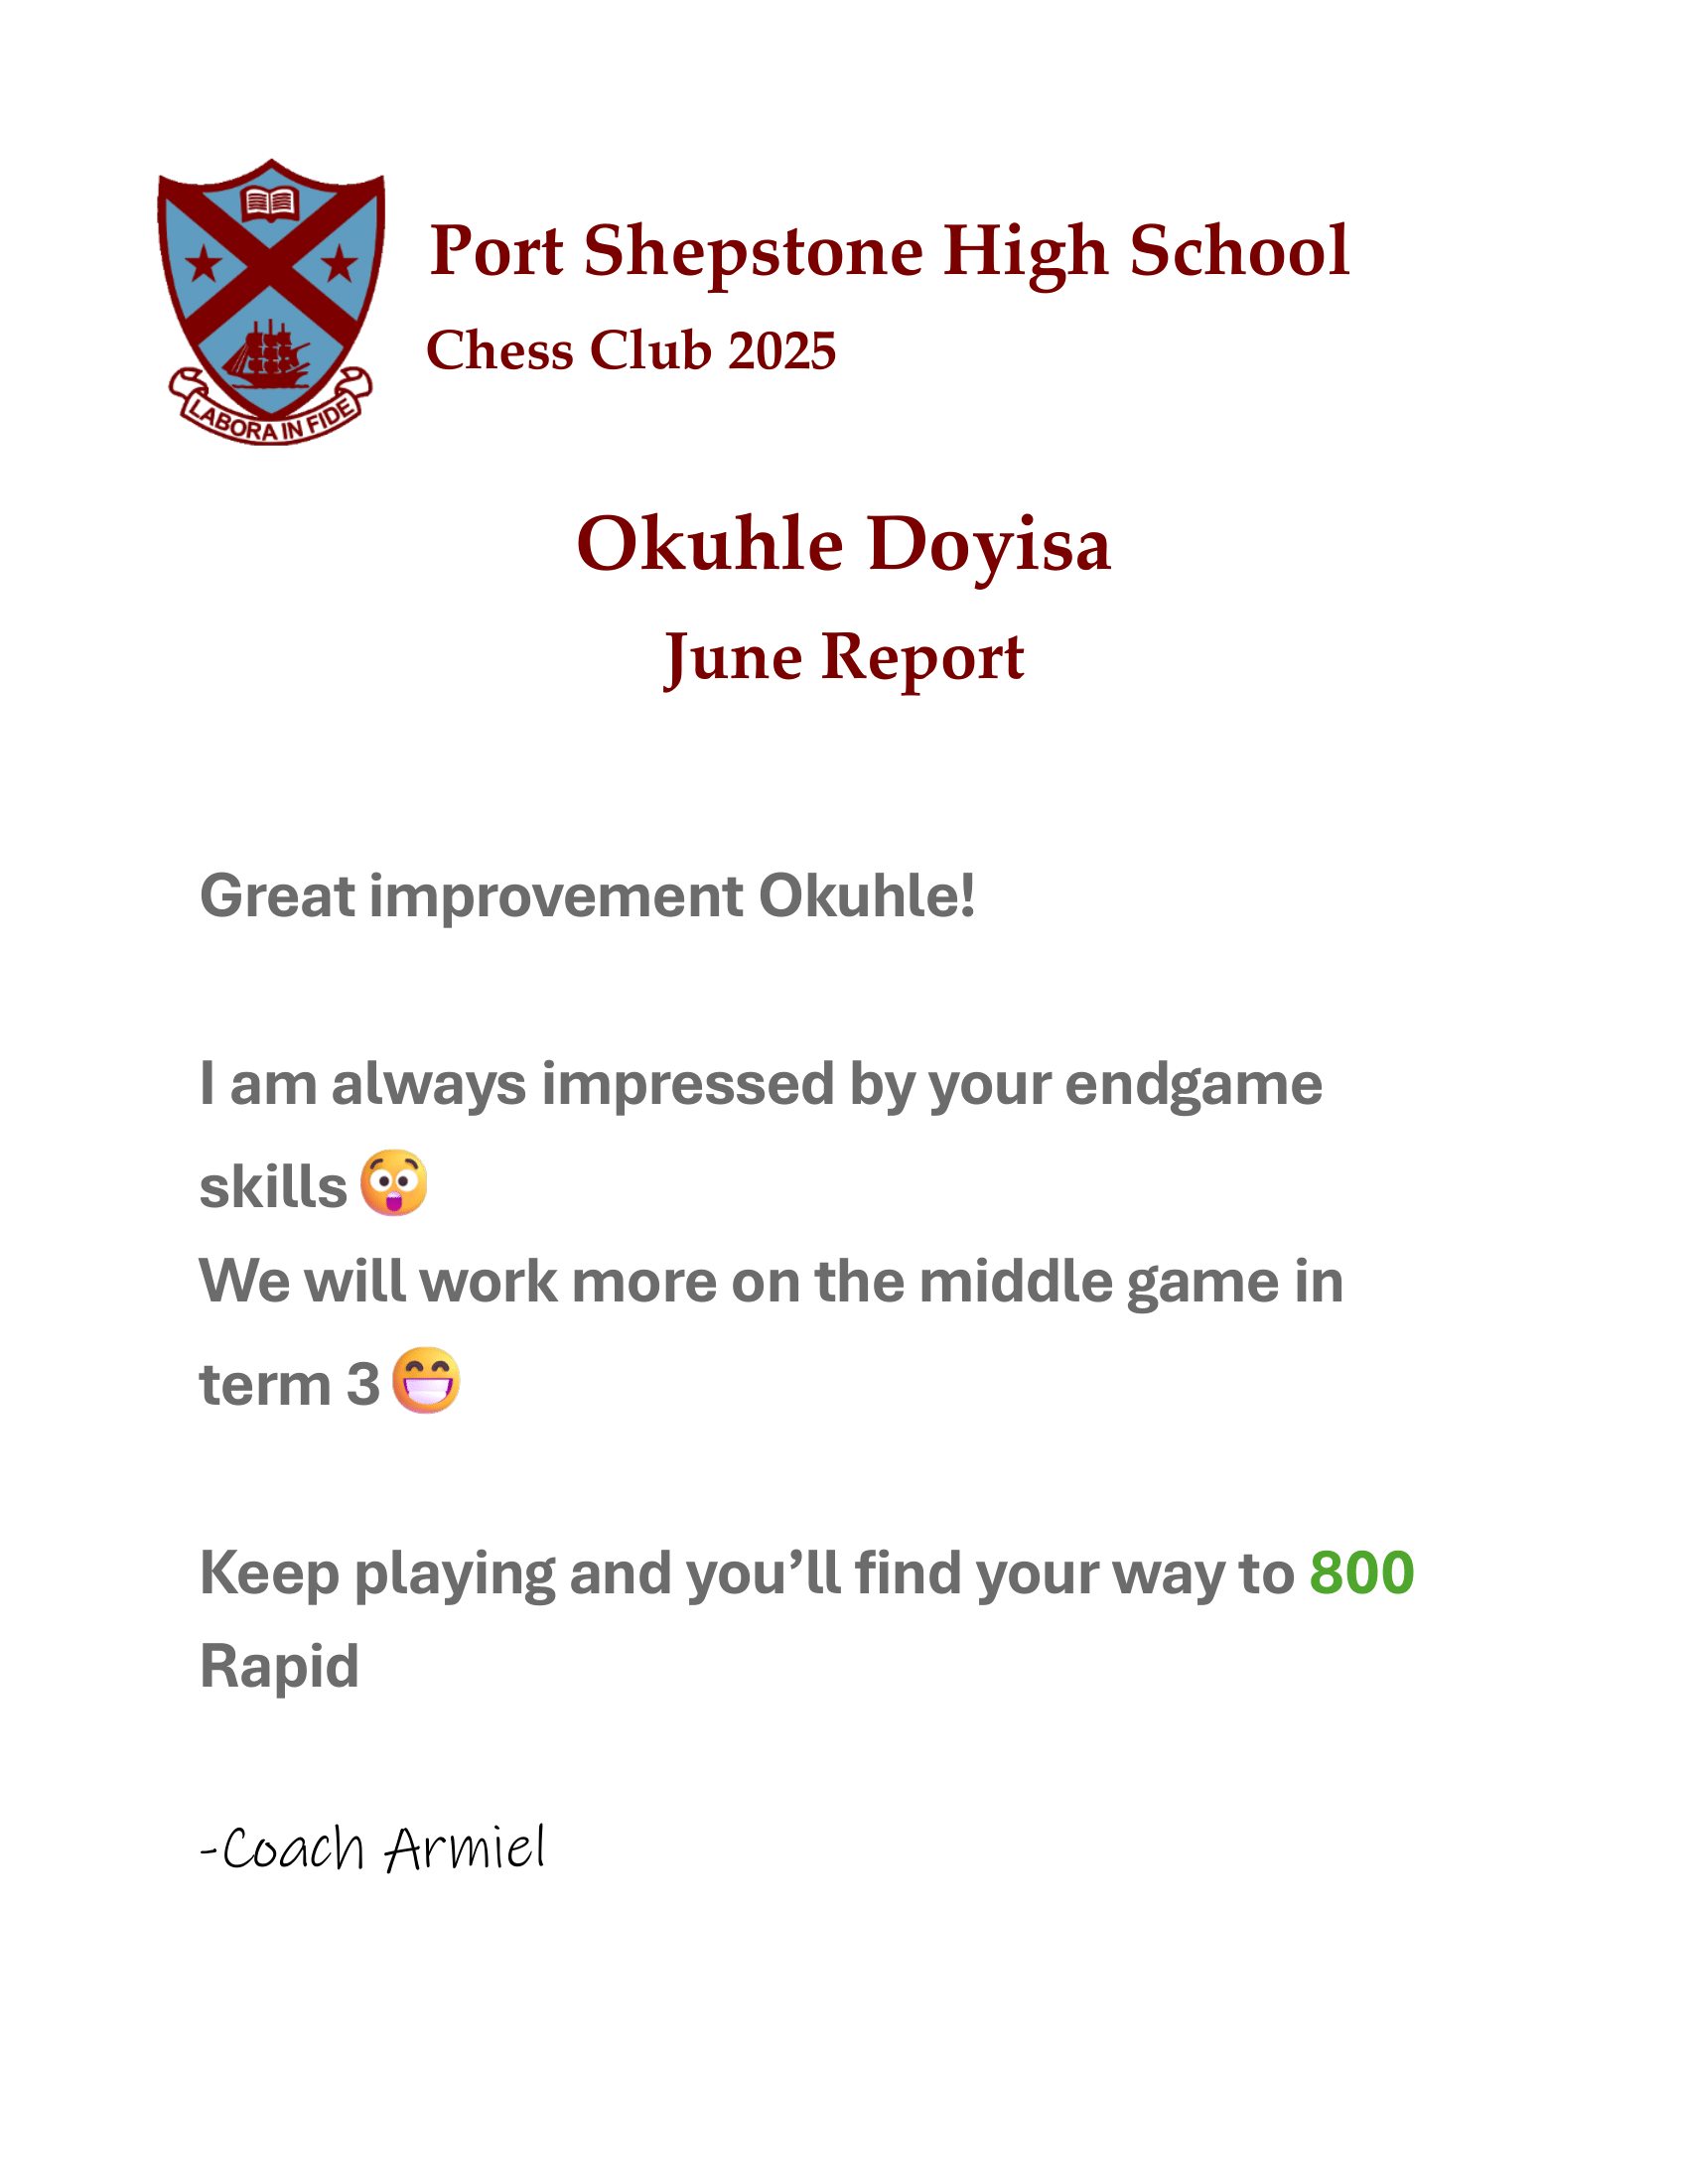 LABORA IN FIDE
Port Shepstone High School
Chess Club 2025
Okuhle Doyisa
June Report
Great improvement Okuhle!
I am always impressed by your endgame
skills 😲
We will work more on the middle game in
term 3 😁
Keep playing and you’ll find your way to 800
Rapid
-Coach Armiel